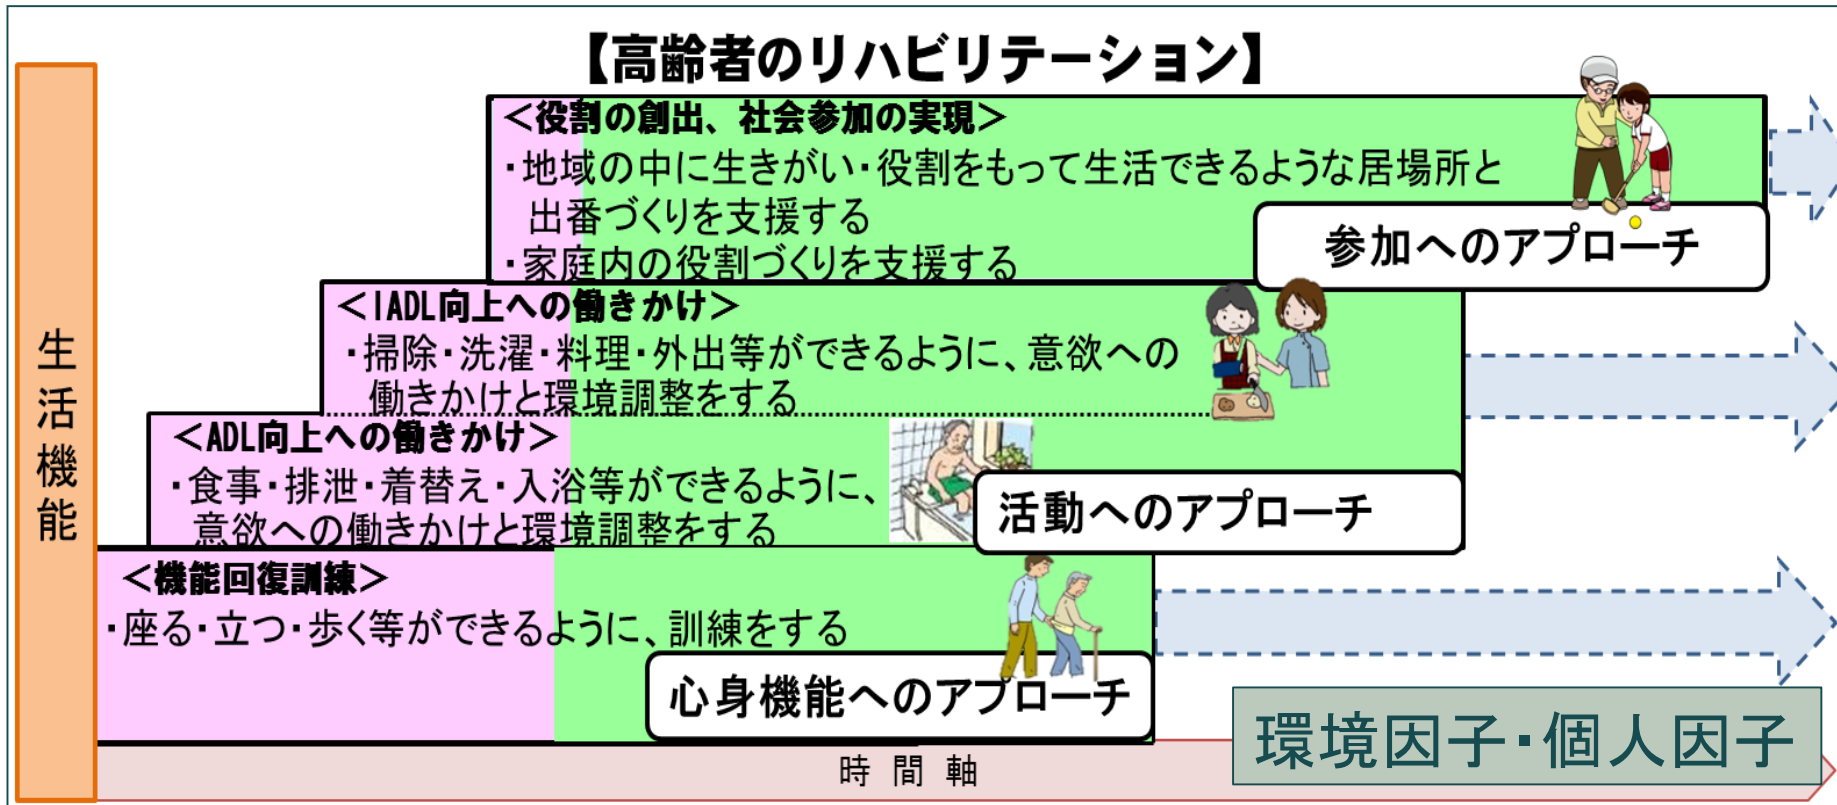 【高齢者のリハビリテーション】
＜役割の創出、社会参加の実現＞
・地域の中に生きがい・役割をもって生活できるような居場所と
出番づくりを支援する
・家庭内の役割づくりを支援する
参加へのアプローチ
＜IADL向上への働きかけ＞
・掃除・洗濯・料理・外出等ができるように、意欲への
働きかけと環境調整をする
＜ADL向上への働きかけ＞
・食事・排泄・着替え・入浴等ができるように、
意欲への働きかけと環境調整をする
活動へのアプローチ
＜機能回復訓練＞
・座る・立つ・歩く等ができるように、訓練をする
心身機能へのアプローチ
生活機能
環境因子・個人因子
時間軸